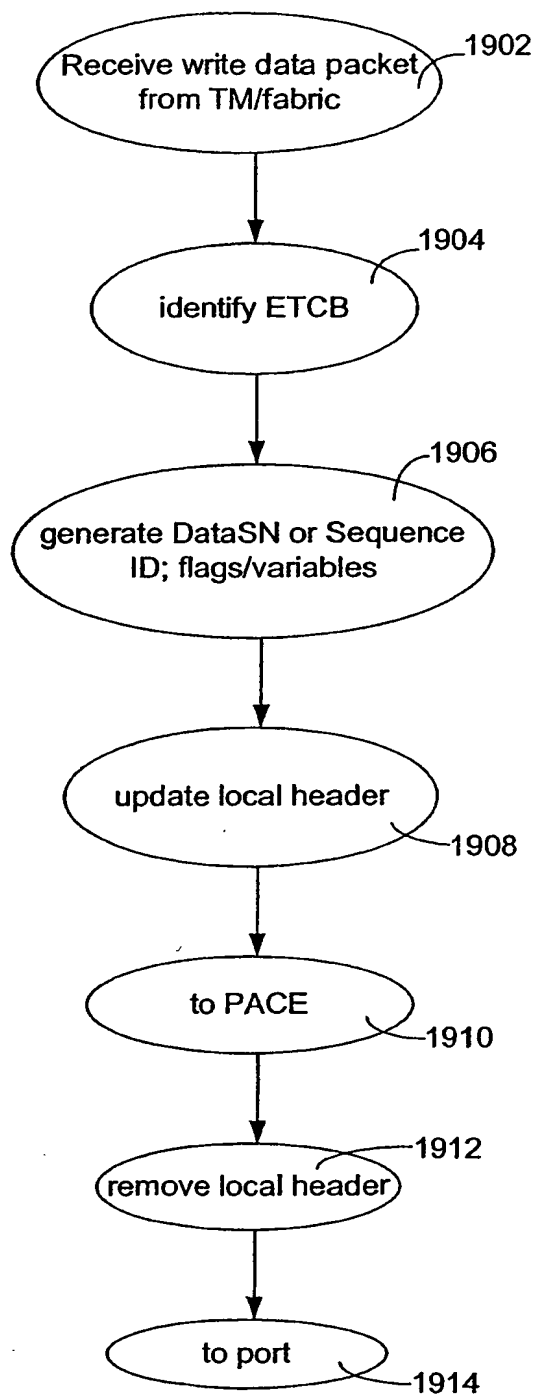 Receive write data packet
from TM/fabric
1902
1904
identify ETCB
1906
generate DataSN or Sequence
ID; flags/variables
update local header
1908
to PACE
1910
1912
remove local header
to port
1914